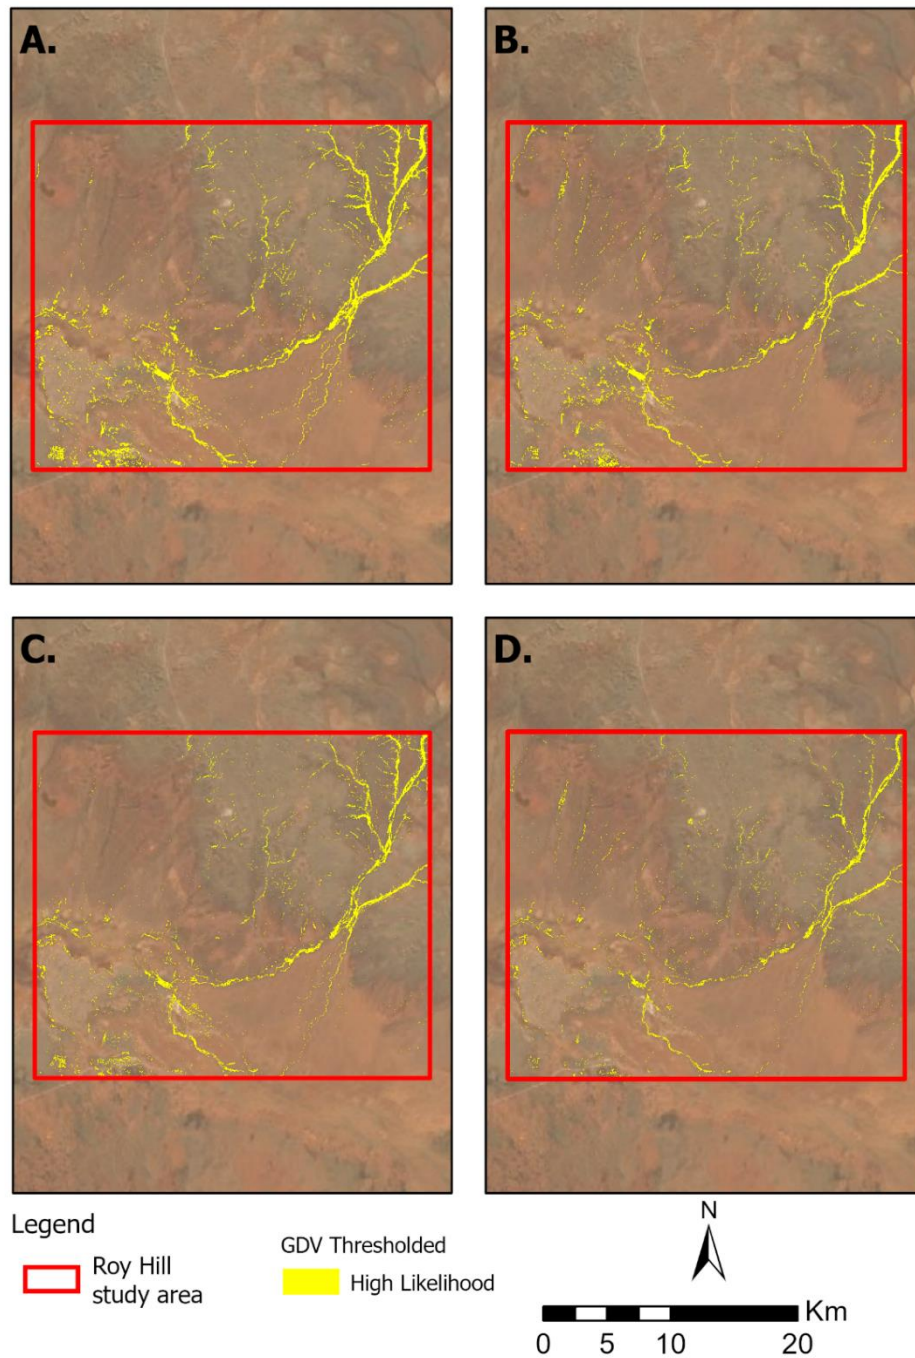 A.
B.
C.
D.
Legend
Roy Hill
study area
GDV Thresholded
High Likelihood
N
Km
0 5 10 20